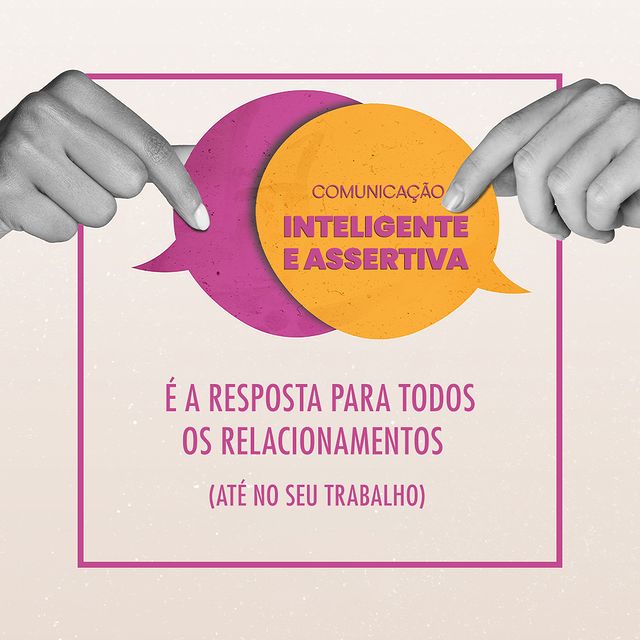 COMUNICAÇÃO
INTELIGENTE
E ASSERTIVA
É A RESPOSTA PARA TODOS
OS RELACIONAMENTOS
(ATÉ NO SEU TRABALHO)